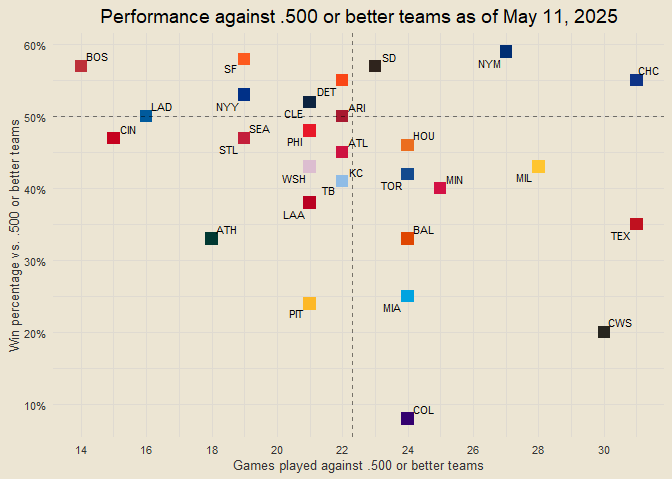 Performance against .500 or better teams as of May 11, 2025
60%
BOS
SF
SD
NYM
CHC
DET
NYY
LAD
CLE
ARI
50%
CIN
SEA
STL
PHI
ATL
HOU
WSH
KC
TOR
TB
MIN
MIL
40%
LAA
ATH
BAL
TEX
30%
PIT
MIA
CWS
20%
COL
10%
14
16
18
20
22
24
26
28
30
Games played against .500 or better teams
Win percentage vs. .500 or better teams